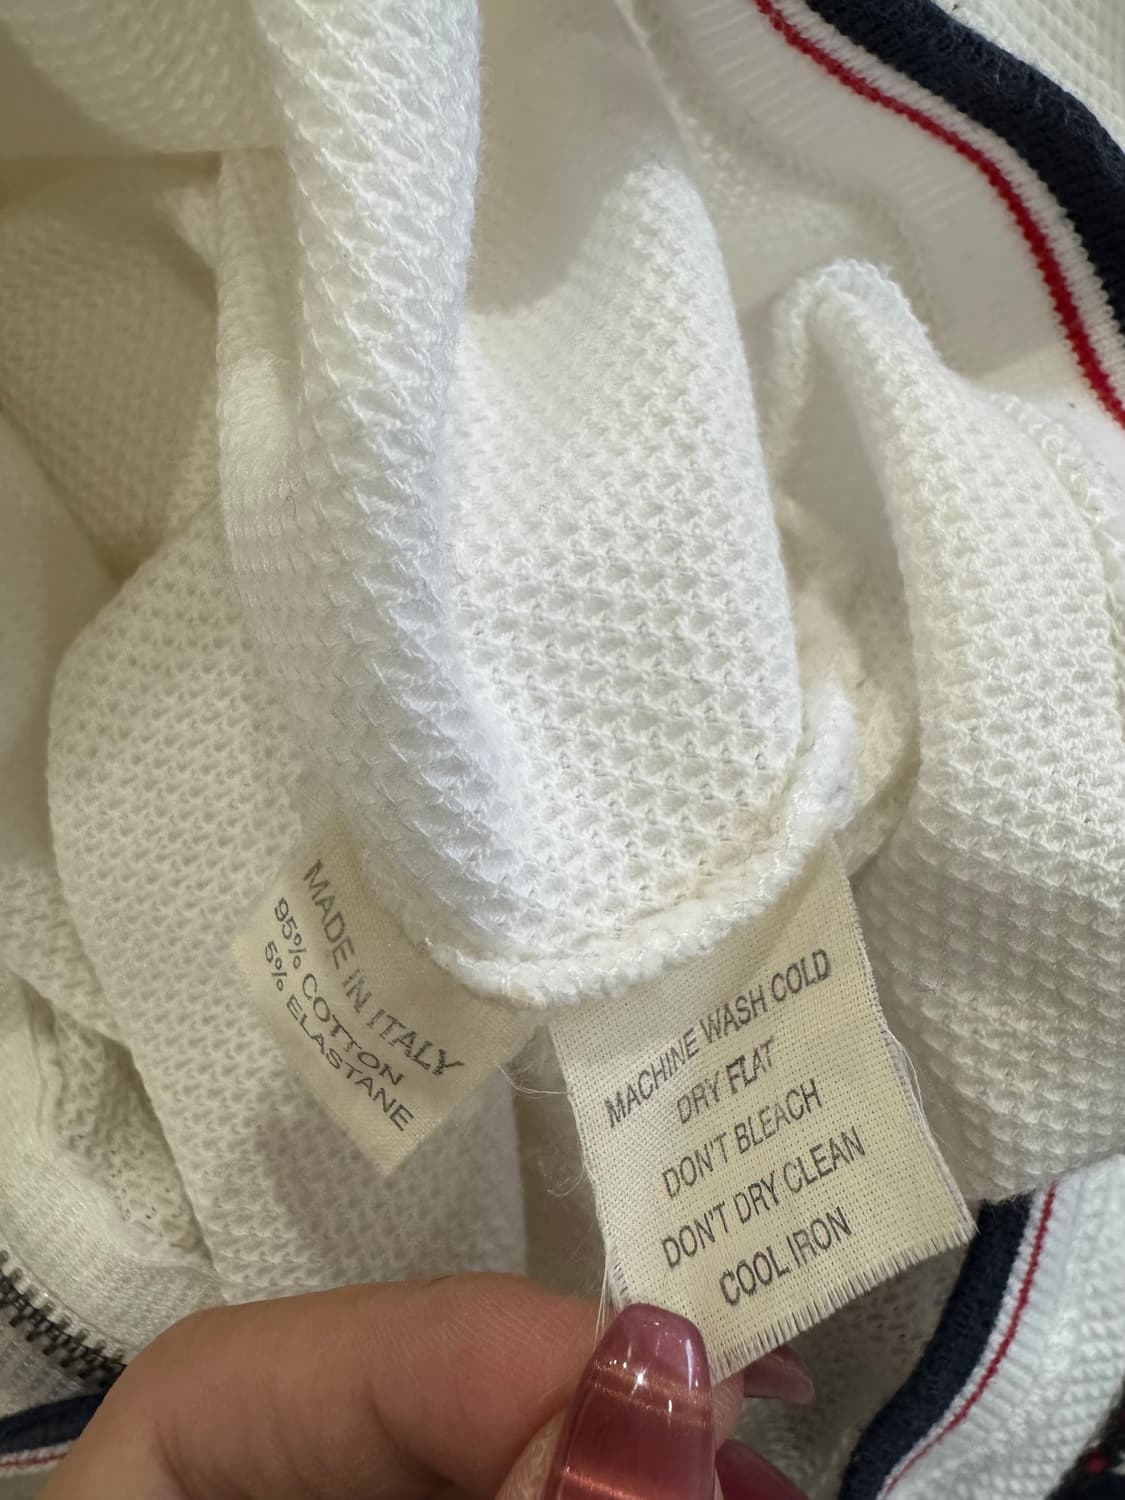 MADE IN ITALY
95% COTTON
5% ELASTANE
MACHINE WASH COLD
DRY FLAT
DON'T BLEACH
DON'T DRY CLEAN
COOL IRON